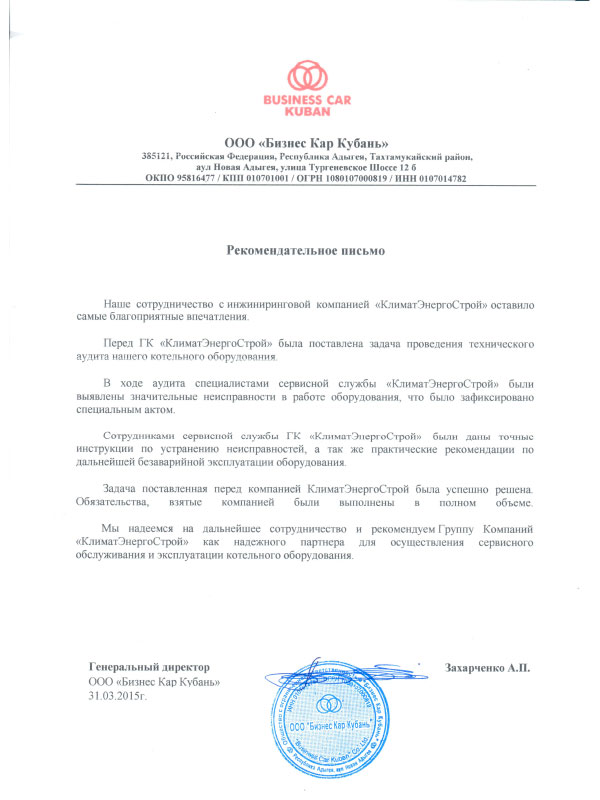 BUSINESS CAR
KUBAN
ООО «Бизнес Кар Кубань»
385121, Российская Федерация, Республика Адыгея, Тахтамукайский район,
аул Новая Адыгея, улица Тургеневское Шоссе 12 б
ОКПО 95816477 / КПП 010701001 / ОГРН 1080107000819 / ИНН 0107014782
Рекомендательное письмо
Наше сотрудничество с инжиниринговой компанией «КлиматЭнергоСтрой» оставило
самые благоприятные впечатления.
Перед ГК «КлиматЭнергоСтрой» была поставлена задача проведения технического
аудита нашего котельного оборудования.
В ходе аудита специалистами сервисной службы «КлиматЭнергоСтрой» были
выявлены значительные неисправности в работе оборудования, что было зафиксировано
специальным актом.
Сотрудниками сервисной службы ГК «КлиматЭнергоСтрой» были даны точные
инструкции по устранению неисправностей, а так же практические рекомендации по
дальнейшей безаварийной эксплуатации оборудования.
Задача поставленная перед компанией КлиматЭнергоСтрой была успешно решена.
Обязательства, взятые компанией были выполнены в полном объеме.
Мы надеемся на дальнейшее сотрудничество и рекомендуем Группу Компаний
«КлиматЭнергоСтрой» как надежного партнера для осуществления сервисного
обслуживания и эксплуатации котельного оборудования.
Генеральный директор
Захарченко А.П.
ООО «Бизнес Кар Кубань»
31.03.2015г.
ООО "Бизнес Кар Кубань"
"Business Car Kuban" Co. Ltd.